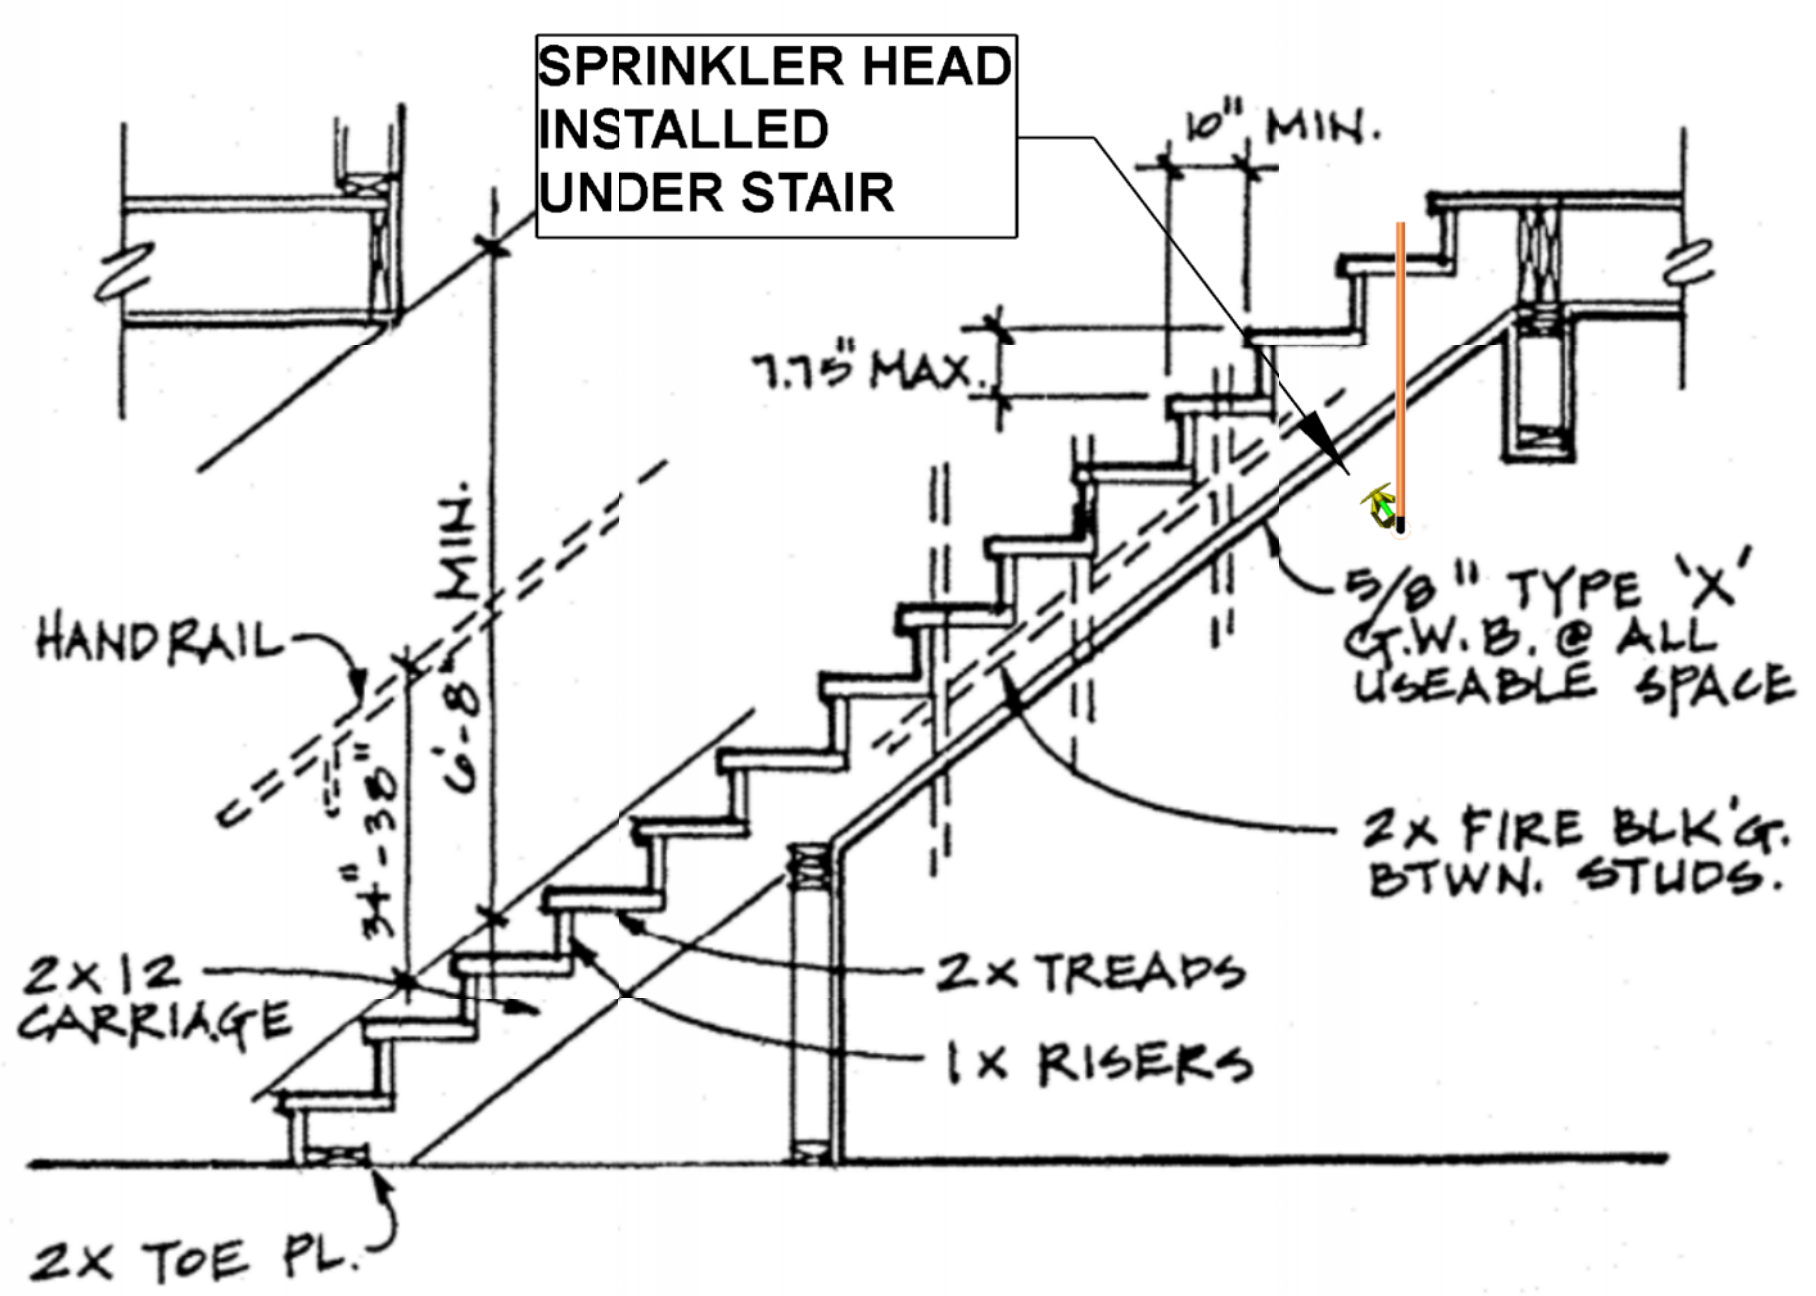 SPRINKLER HEAD
INSTALLED
UNDER STAIR
10" MIN.
7.75" MAX.
6'-8" MIN.
HANDRAIL
34"-38"
5/8" TYPE 'X'
G.W.B. @ ALL
USEABLE SPACE
2X FIRE BLK'G.
BTWN. STUDS.
2X12
CARRIAGE
2X TREADS
1X RISERS
2X TOE PL.